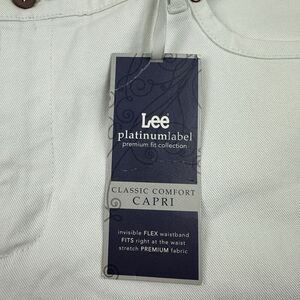 Lee
platinumlabel
premium fit collection
CLASSIC COMFORT
CAPRI
invisible FLEX waistband
FITS right at the waist
stretch PREMIUM fabric